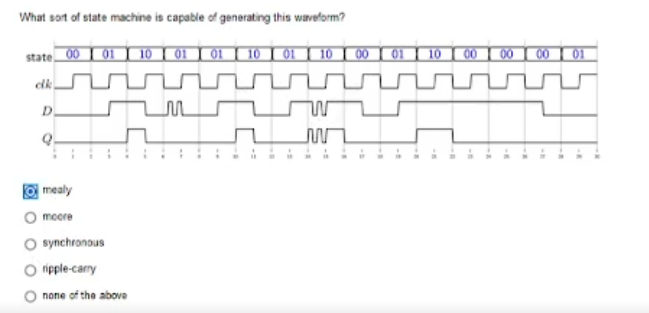 What sort of state machine is capable of generating this waveform?
state 00 01 10 01 01 10 01 10 00 01 10 00 00 00 01
clk
D
Q
mealy
moore
synchronous
ripple-carry
none of the above